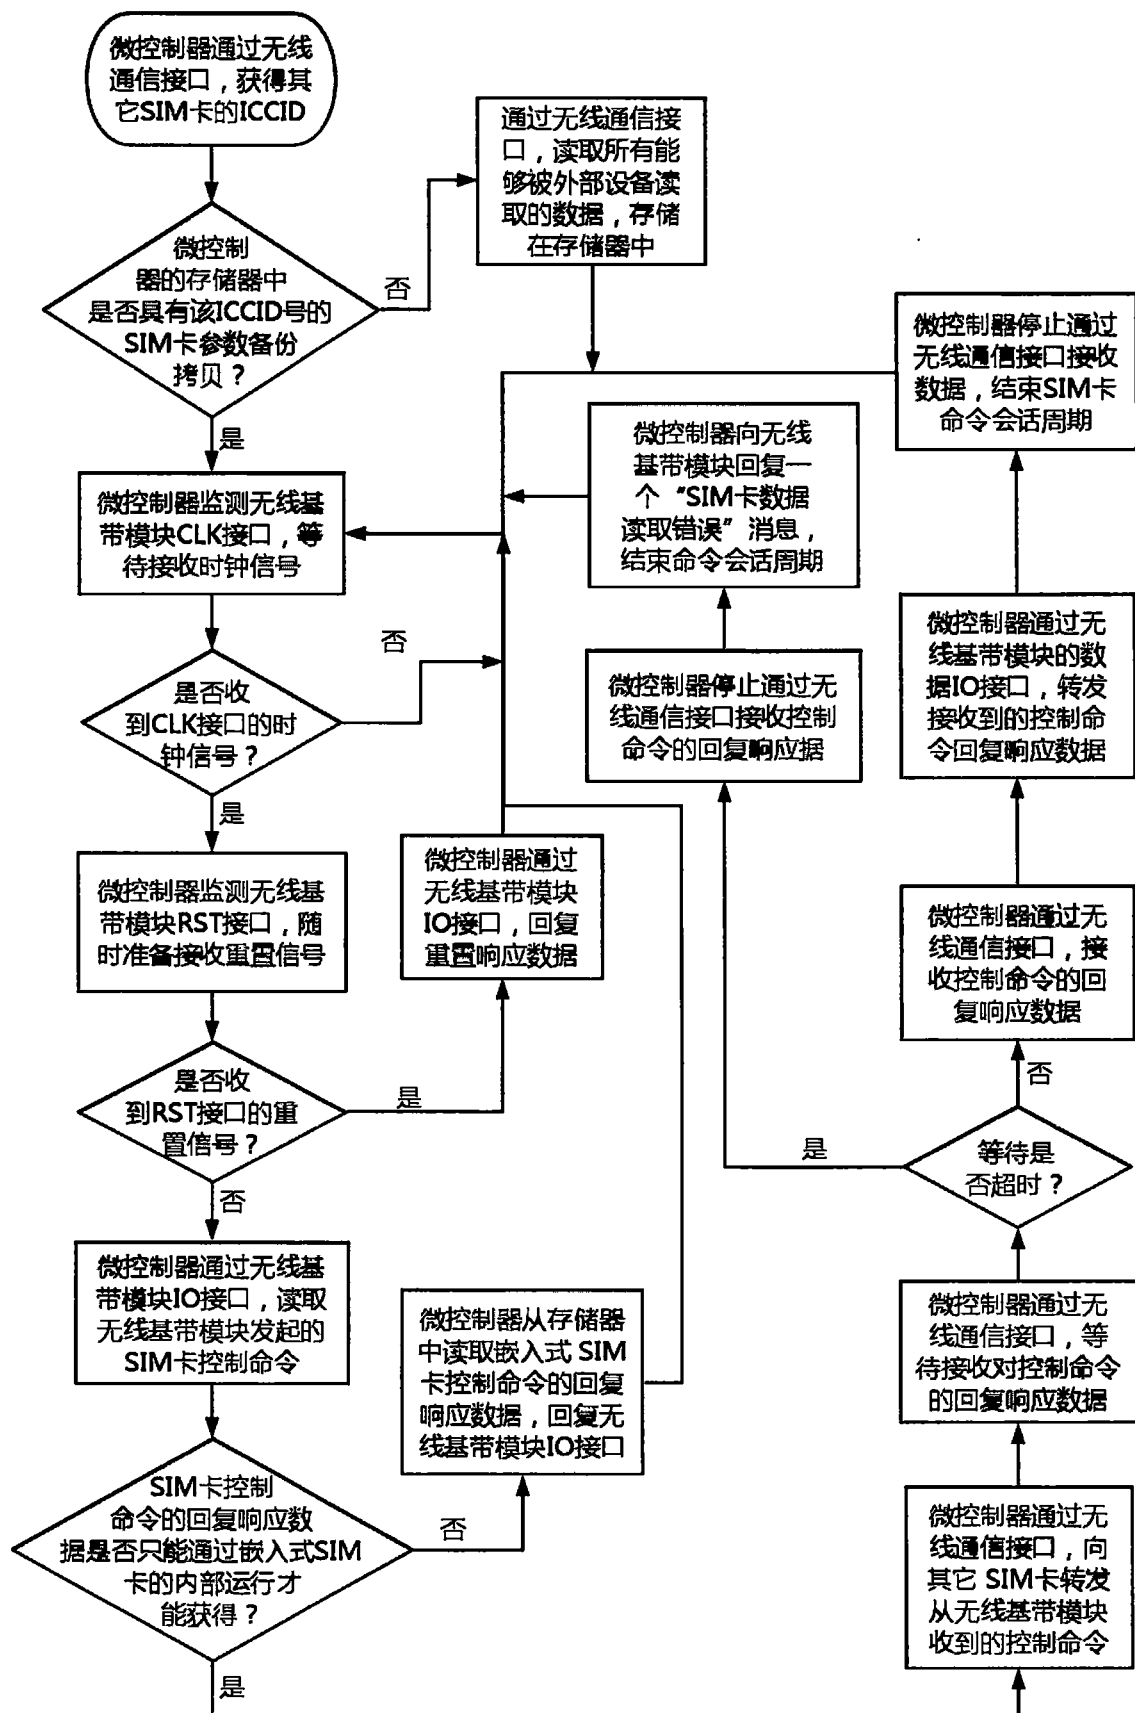 微控制器通过无线
通信接口，获得其
它SIM卡的ICCID
微控制
器的存储器中
是否具有该ICCID号的
SIM卡参数备份
拷贝？
否
通过无线通信接
口，读取所有能
够被外部设备读
取的数据，存储
在存储器中
是
微控制器监测无线基
带模块CLK接口，等
待接收时钟信号
是否收
到CLK接口的时
钟信号？
否
是
微控制器监测无线基
带模块RST接口，随
时准备接收重置信号
是否收
到RST接口的重
置信号？
是
微控制器通过
无线基带模块
IO接口，回复
重置响应数据
否
微控制器通过无线基
带模块IO接口，读取
无线基带模块发起的
SIM卡控制命令
SIM卡控制
命令的回复响应数
据是否只能通过嵌入式SIM
卡的内部运行才
能获得？
否
微控制器从存储器
中读取嵌入式 SIM
卡控制命令的回复
响应数据，回复无
线基带模块IO接口
是
微控制器通过无
线通信接口，向
其它 SIM卡转发
从无线基带模块
收到的控制命令
微控制器通过无
线通信接口，等
待接收对控制命令
的回复响应数据
等待是
否超时？
是
微控制器停止通过无
线通信接口接收控制
命令的回复响应据
微控制器向无线
基带模块回复一
个“SIM卡数据
读取错误”消息，
结束命令会话周期
否
微控制器通过无
线通信接口，接
收控制命令的回
复响应数据
微控制器通过无
线基带模块的数
据IO接口，转发
接收到的控制命
令回复响应数据
微控制器停止通过
无线通信接口接收
数据，结束SIM卡
命令会话周期